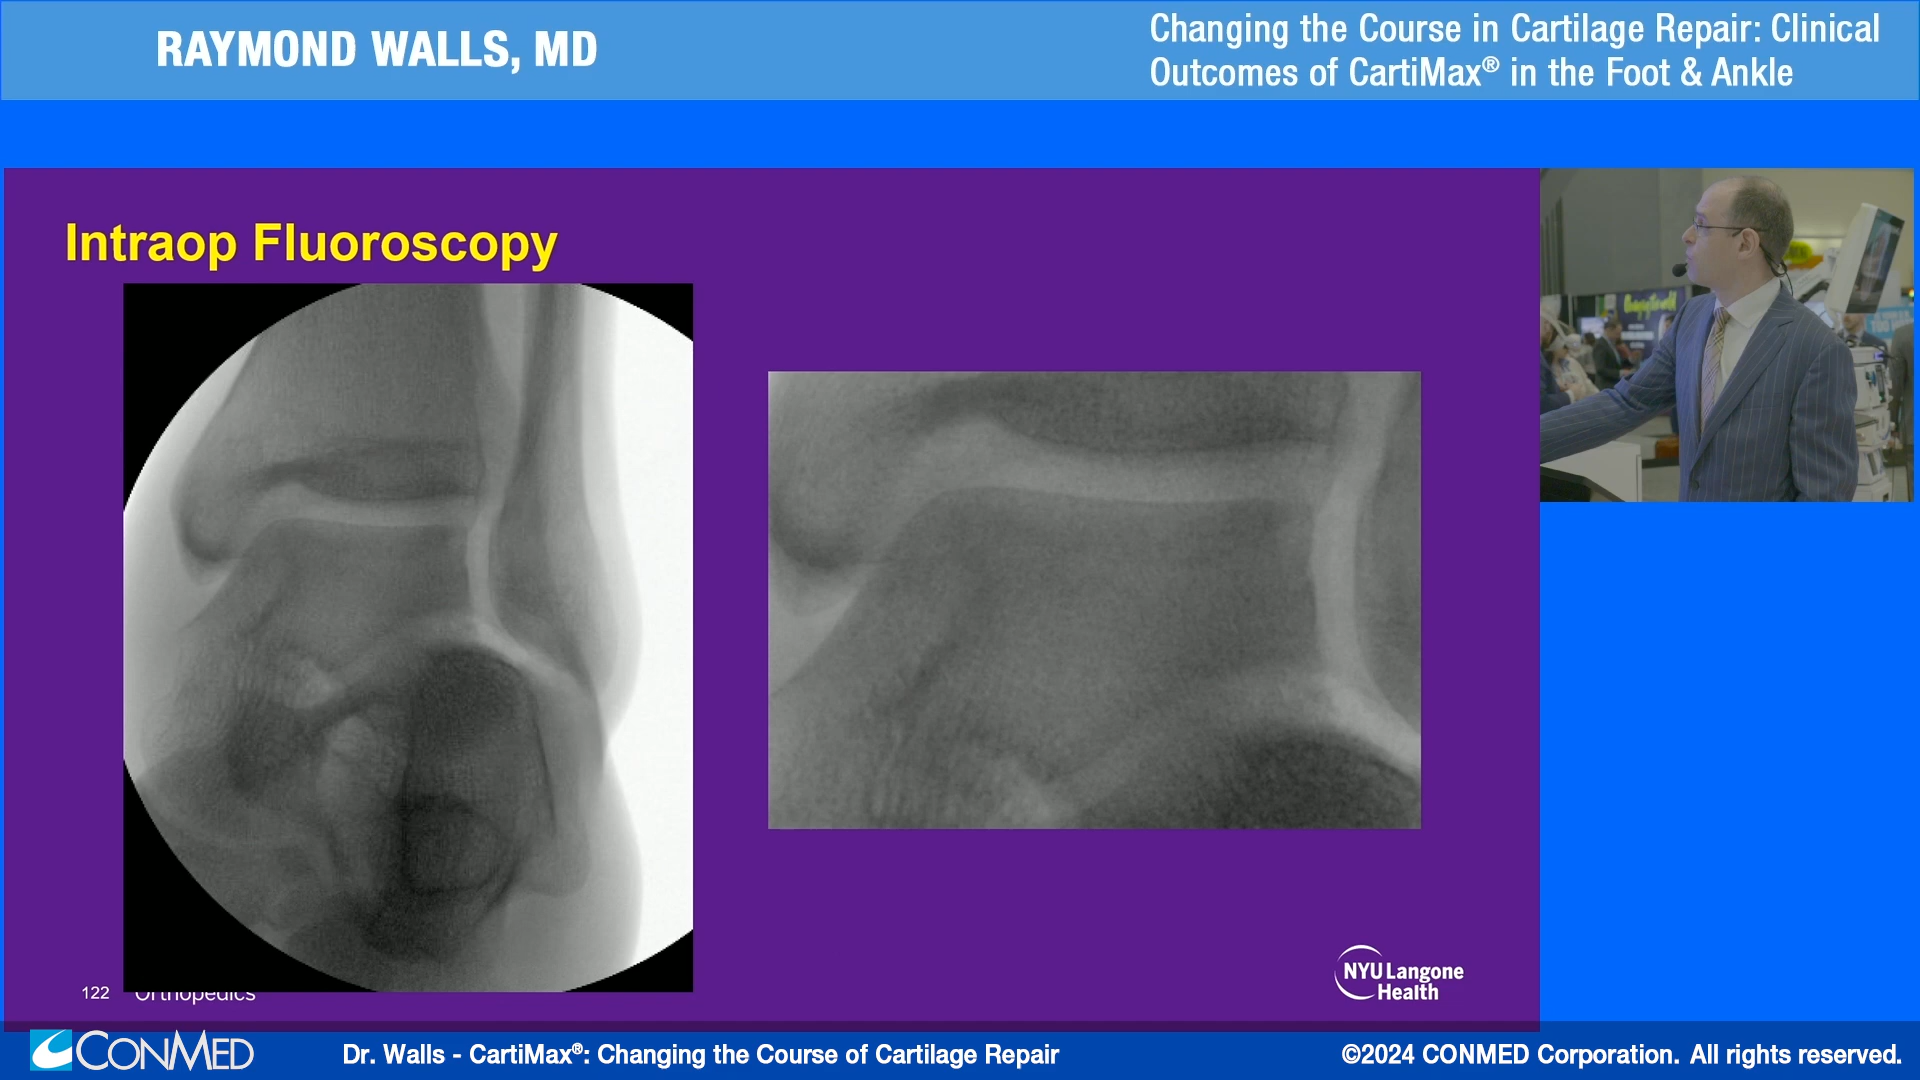 RAYMOND WALLS, MD
Changing the Course in Cartilage Repair: Clinical
Outcomes of CartiMax® in the Foot & Ankle
Intraop Fluoroscopy
NYU Langone
Health
122
Orthopedics
CONMED
Dr. Walls - CartiMax®: Changing the Course of Cartilage Repair
©2024 CONMED Corporation. All rights reserved.